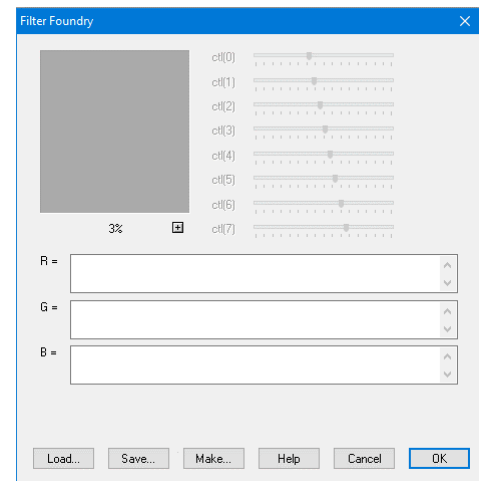 Filter Foundry
ctl(0)
ctl(1)
ctl(2)
ctl(3)
ctl(4)
ctl(5)
ctl(6)
3% ctl(7)
R =
G =
B =
Load... Save... Make... Help Cancel OK